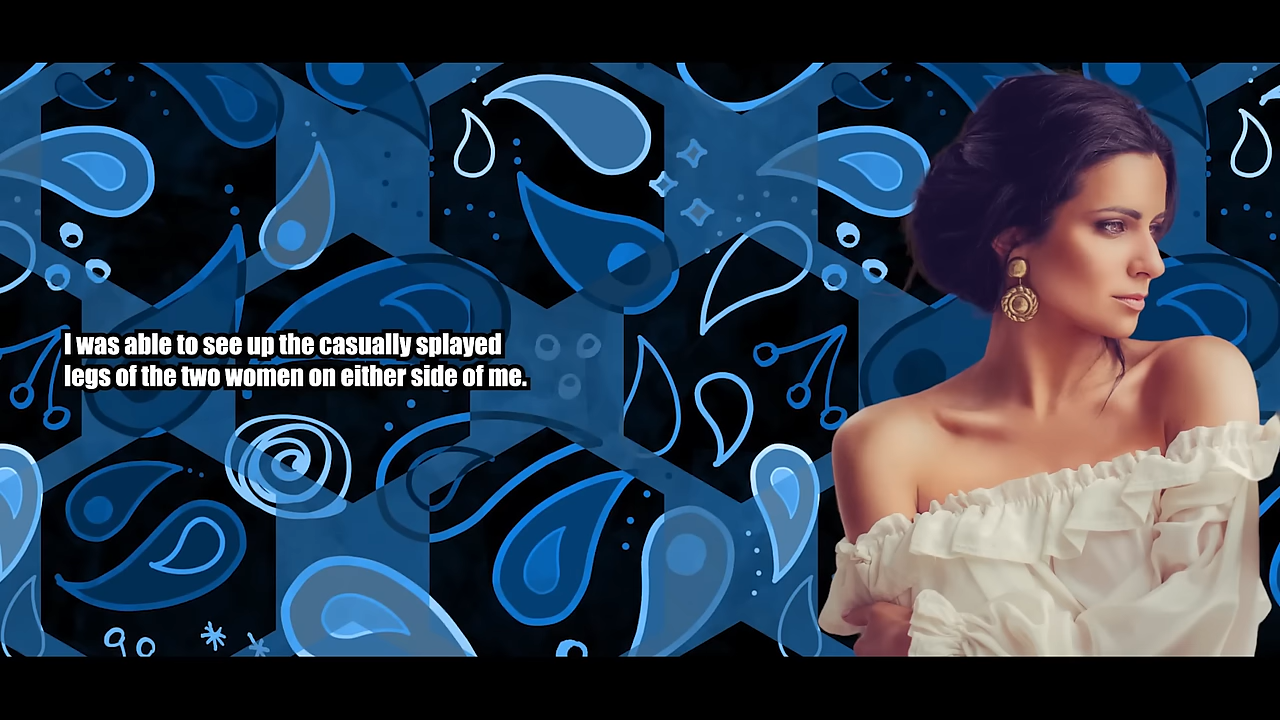 I was able to see up the casually splayed
legs of the two women on either side of me.